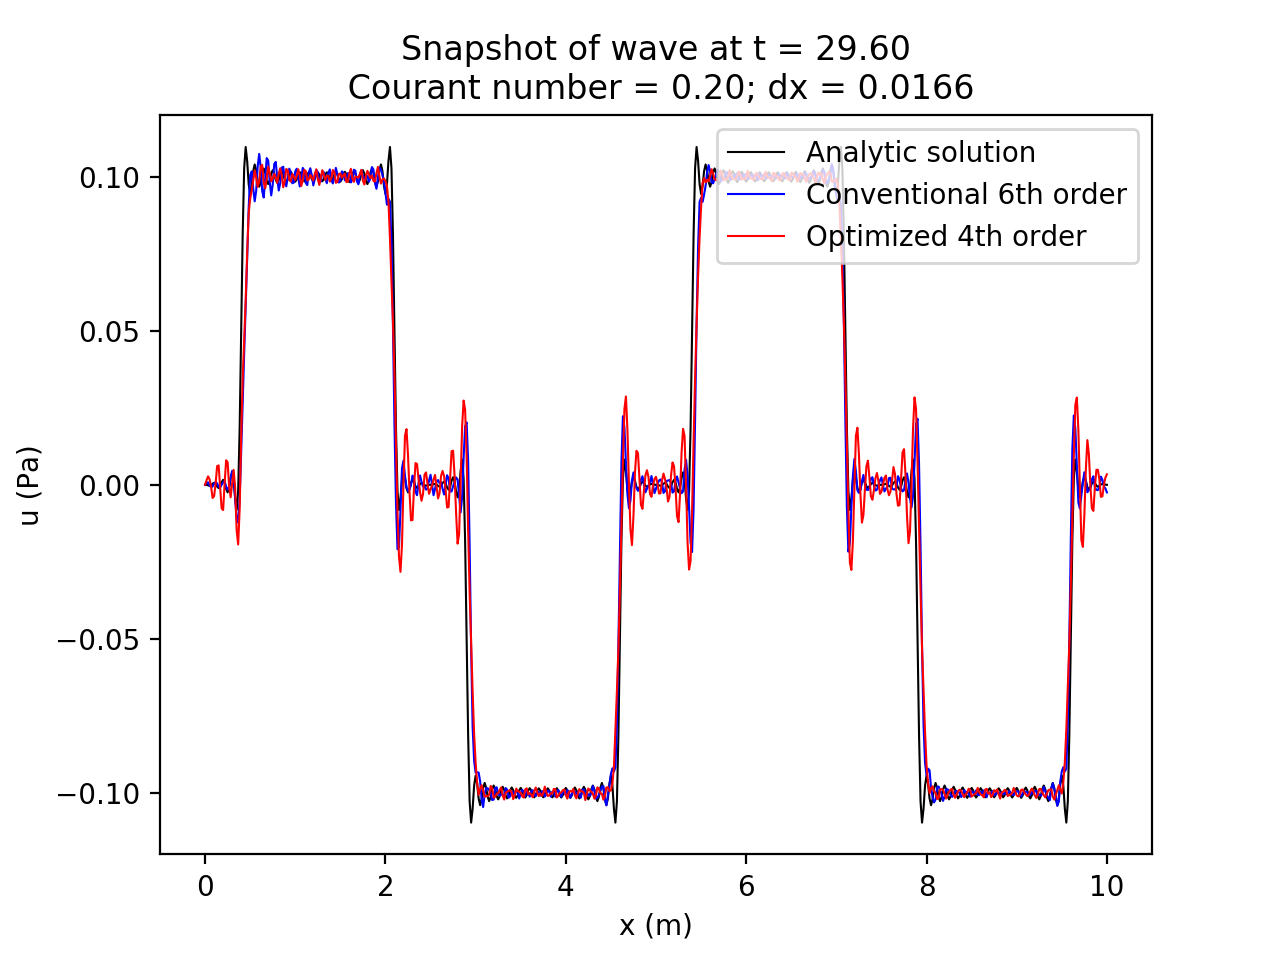 Snapshot of wave at t = 29.60
Courant number = 0.20; dx = 0.0166
Analytic solution
Conventional 6th order
Optimized 4th order
0.10
0.05
0.00
−0.05
−0.10
u (Pa)
0 2 4 6 8 10
x (m)